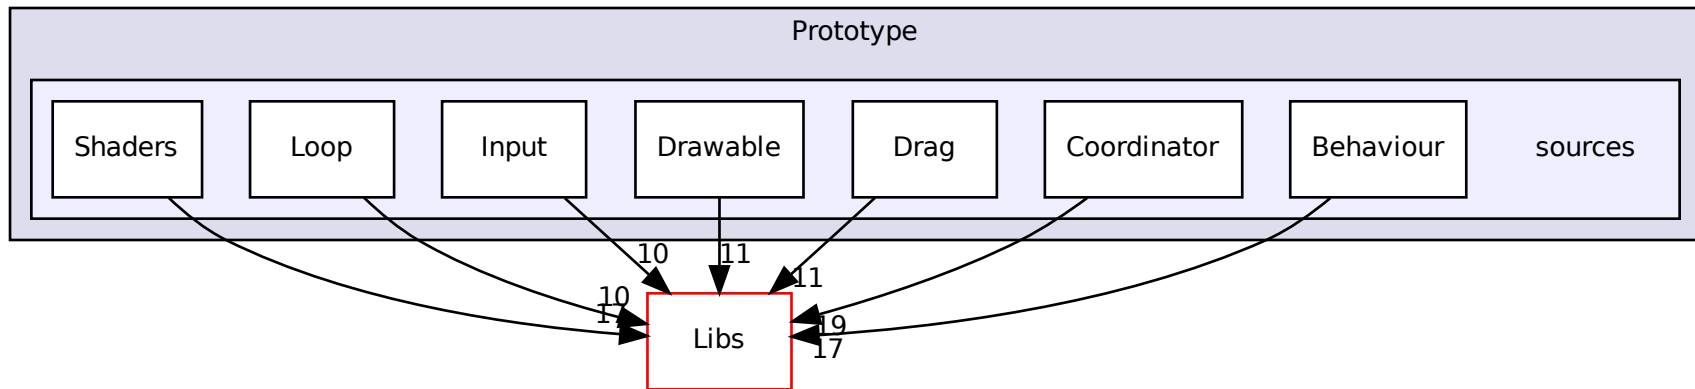 Prototype
Shaders
Loop
Input
Drawable
Drag
Coordinator
Behaviour
sources
10
11
11
10
19
17
Libs